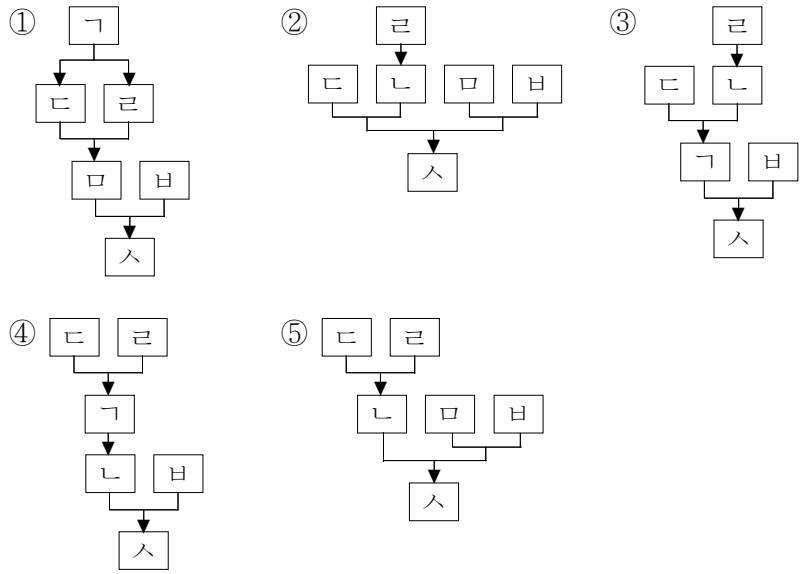 ① ㄱ
ㄷ ㄹ
ㅁ ㅂ
ㅅ
② ㄹ
ㄷ ㄴ ㅁ ㅂ
ㅅ
③ ㄹ
ㄷ ㄴ
ㄱ ㅂ
ㅅ
④ ㄷ ㄹ
ㄱ
ㄴ ㅂ
ㅅ
⑤ ㄷ ㄹ
ㄴ ㅁ ㅂ
ㅅ